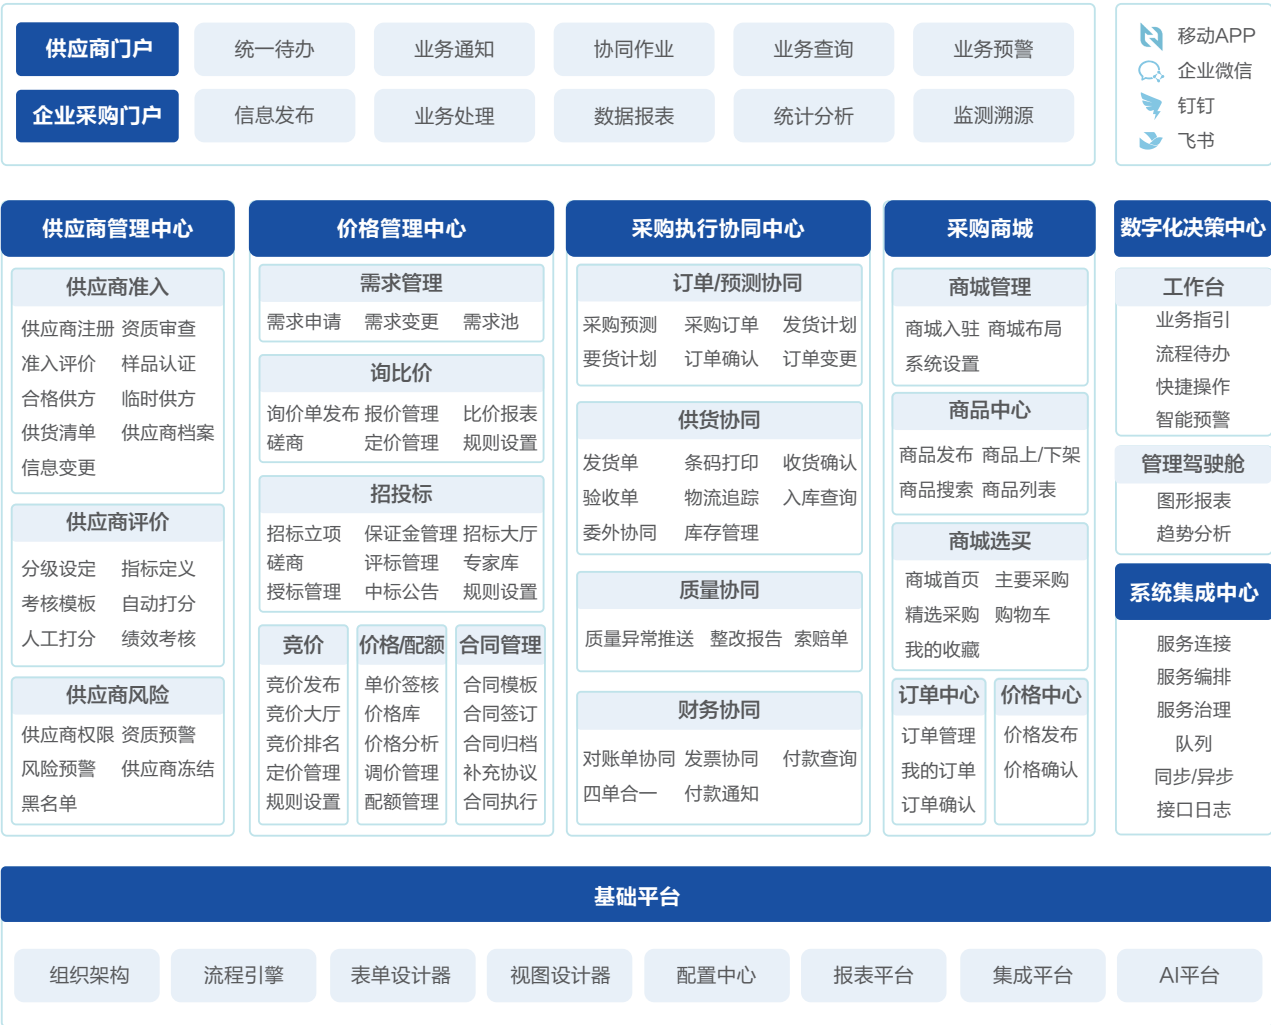 供应商门户
统一待办
业务通知
协同作业
业务查询
业务预警
企业采购门户
信息发布
业务处理
数据报表
统计分析
监测溯源
移动APP
企业微信
钉钉
飞书
供应商管理中心
供应商准入
供应商注册 资质审查
准入评价 样品认证
合格供方 临时供方
供货清单 供应商档案
信息变更
供应商评价
分级设定 指标定义
考核模板 自动打分
人工打分 绩效考核
供应商风险
供应商权限 资质预警
风险预警 供应商冻结
黑名单
价格管理中心
需求管理
需求申请 需求变更 需求池
询比价
询价单发布 报价管理 比价报表
磋商 定价管理 规则设置
招投标
招标立项 保证金管理 招标大厅
磋商 评标管理 专家库
授标管理 中标公告 规则设置
竞价
竞价发布
竞价大厅
竞价排名
定价管理
规则设置
价格/配额
单价签核
价格库
价格分析
调价管理
配额管理
合同管理
合同模板
合同签订
合同归档
补充协议
合同执行
采购执行协同中心
订单/预测协同
采购预测 采购订单 发货计划
要货计划 订单确认 订单变更
供货协同
发货单 条码打印 收货确认
验收单 物流追踪 入库查询
委外协同 库存管理
质量协同
质量异常推送 整改报告 索赔单
财务协同
对账单协同 发票协同 付款查询
四单合一 付款通知
采购商城
商城管理
商城入驻 商城布局
系统设置
商品中心
商品发布 商品上/下架
商品搜索 商品列表
商城选买
商城首页 主要采购
精选采购 购物车
我的收藏
订单中心
订单管理
我的订单
订单确认
价格中心
价格发布
价格确认
数字化决策中心
工作台
业务指引
流程待办
快捷操作
智能预警
管理驾驶舱
图形报表
趋势分析
系统集成中心
服务连接
服务编排
服务治理
队列
同步/异步
接口日志
基础平台
组织架构
流程引擎
表单设计器
视图设计器
配置中心
报表平台
集成平台
AI平台